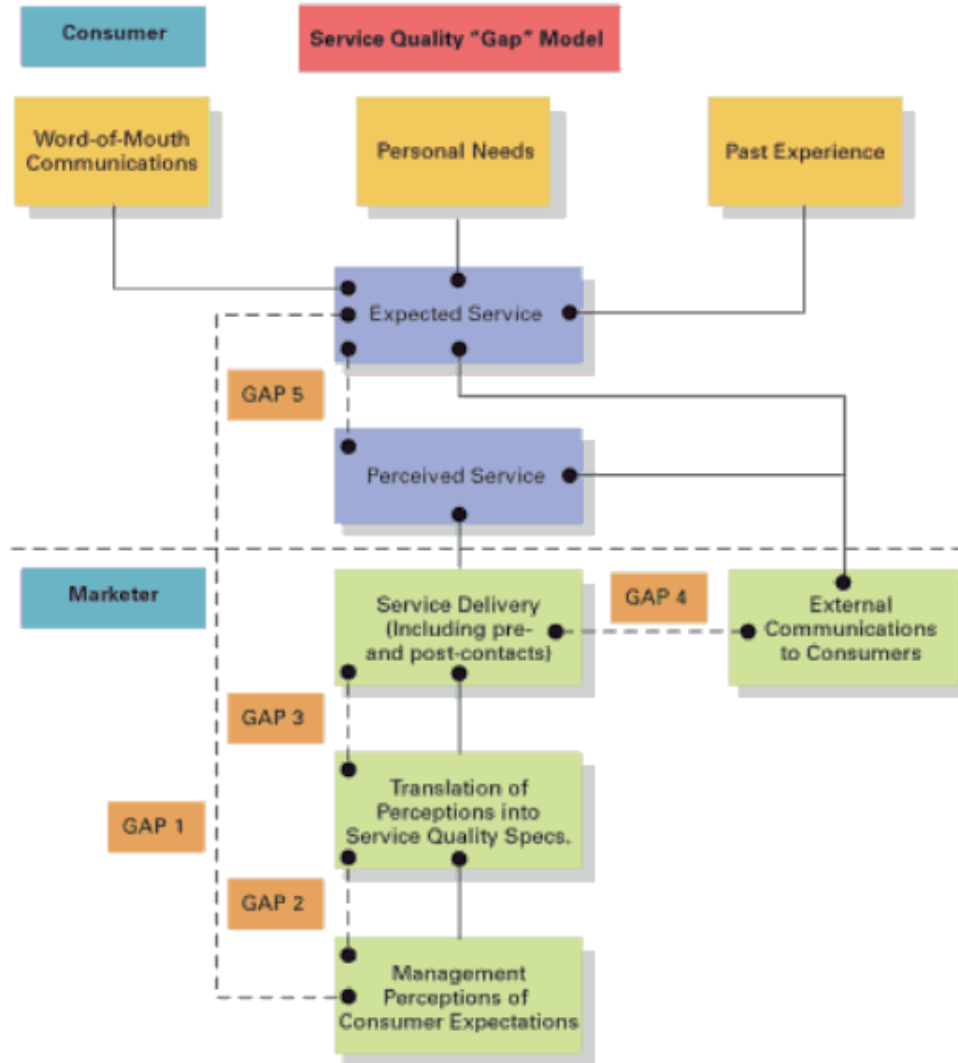 Consumer
Service Quality “Gap” Model
Word-of-Mouth
Communications
Personal Needs
Past Experience
Expected Service
GAP 5
Perceived Service
Marketer
Service Delivery
(Including pre-
and post-contacts)
GAP 4
External
Communications
to Consumers
GAP 3
Translation of
Perceptions into
Service Quality Specs.
GAP 1
GAP 2
Management
Perceptions of
Consumer Expectations